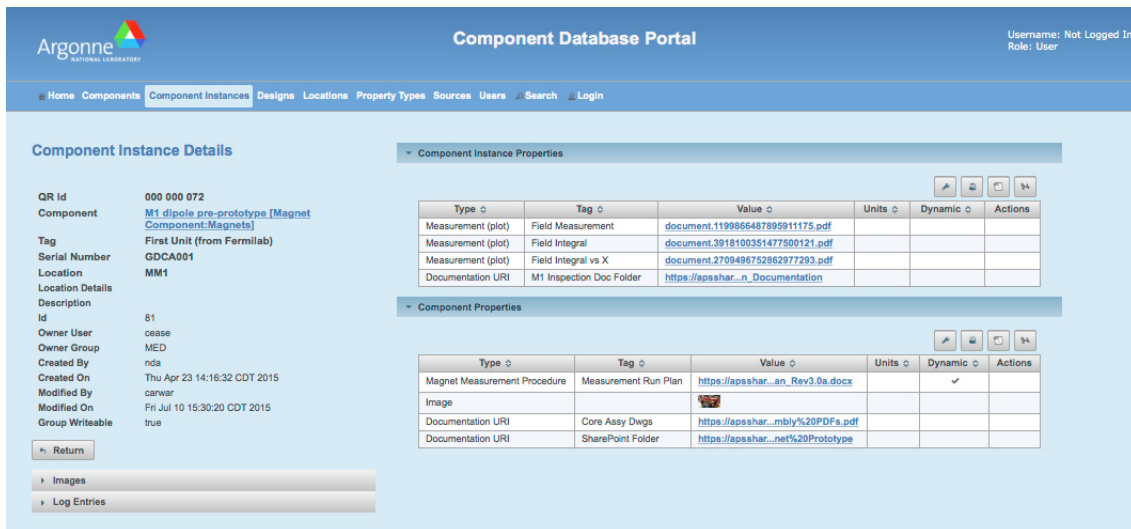 Argonne
NATIONAL LABORATORY
Component Database Portal
Username: Not Logged In
Role: User
Home Components Component Instances Designs Locations Property Types Sources Users Search Login
Component Instance Details
QR Id 000 000 072
Component M1 dipole pre-prototype [Magnet
Component:Magnets]
Tag First Unit (from Fermilab)
Serial Number GDCA001
Location MM1
Location Details
Description
Id 81
Owner User cease
Owner Group MED
Created By nda
Created On Thu Apr 23 14:16:32 CDT 2015
Modified By carwar
Modified On Fri Jul 10 15:30:20 CDT 2015
Group Writeable true
Return
Images
Log Entries
Component Instance Properties
Type Tag Value Units Dynamic Actions
Measurement (plot) Field Measurement document.1199866487895911175.pdf
Measurement (plot) Field Integral document.3918100351477500121.pdf
Measurement (plot) Field Integral vs X document.2709496752862977293.pdf
Documentation URI M1 Inspection Doc Folder https://apsshar...n_Documentation
Component Properties
Type Tag Value Units Dynamic Actions
Magnet Measurement Procedure Measurement Run Plan https://apsshar...an_Rev3.0a.docx
Image
Documentation URI Core Assy Dwgs https://apsshar...mbly%20PDFs.pdf
Documentation URI SharePoint Folder https://apsshar...net%20Prototype